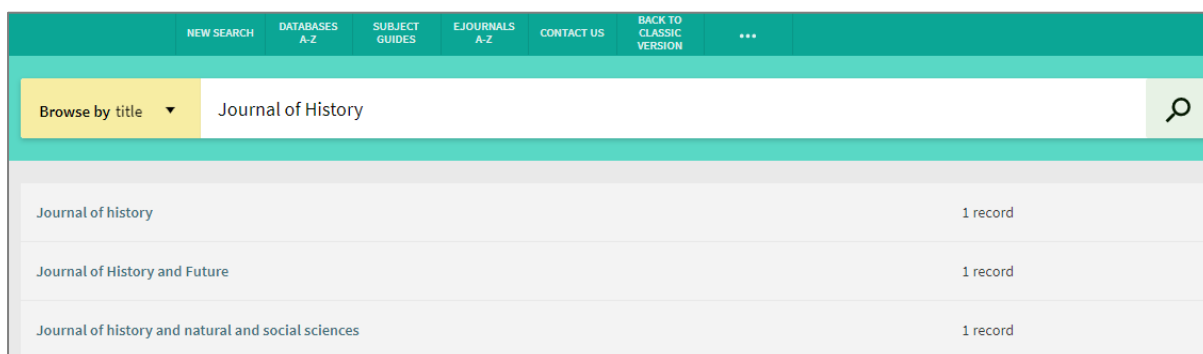 NEW SEARCH
DATABASES
A-Z
SUBJECT
GUIDES
EJOURNALS
A-Z
CONTACT US
BACK TO
CLASSIC
VERSION
Browse by title
Journal of History
Journal of history 1 record
Journal of History and Future 1 record
Journal of history and natural and social sciences 1 record